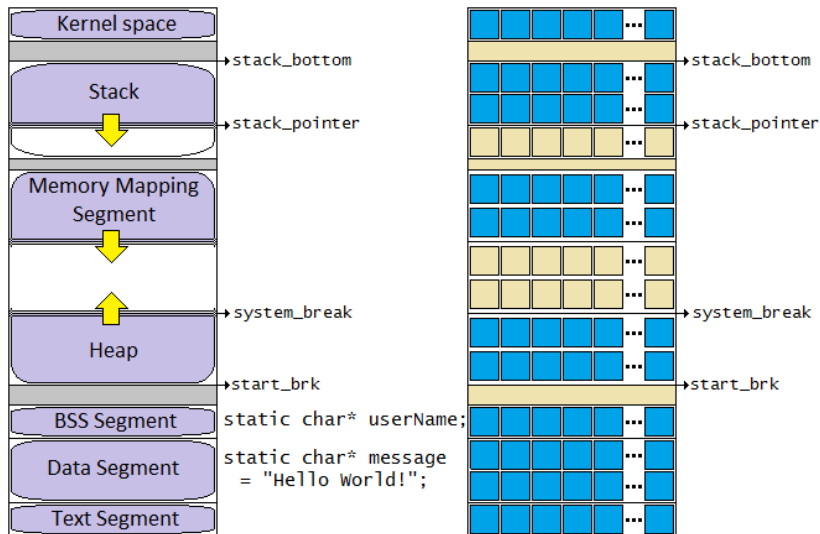 Kernel space
stack_bottom
Stack
stack_pointer
Memory Mapping
Segment
system_break
Heap
start_brk
BSS Segment
static char* userName;
Data Segment
static char* message
= "Hello World!";
Text Segment
...
stack_bottom
...
...
stack_pointer
...
...
...
...
...
system_break
...
...
start_brk
...
...
...
...